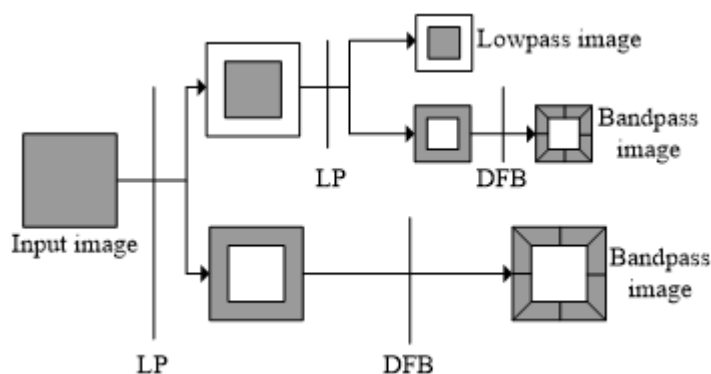 Lowpass image
Bandpass
image
LP
DFB
Input image
Bandpass
image
LP
DFB